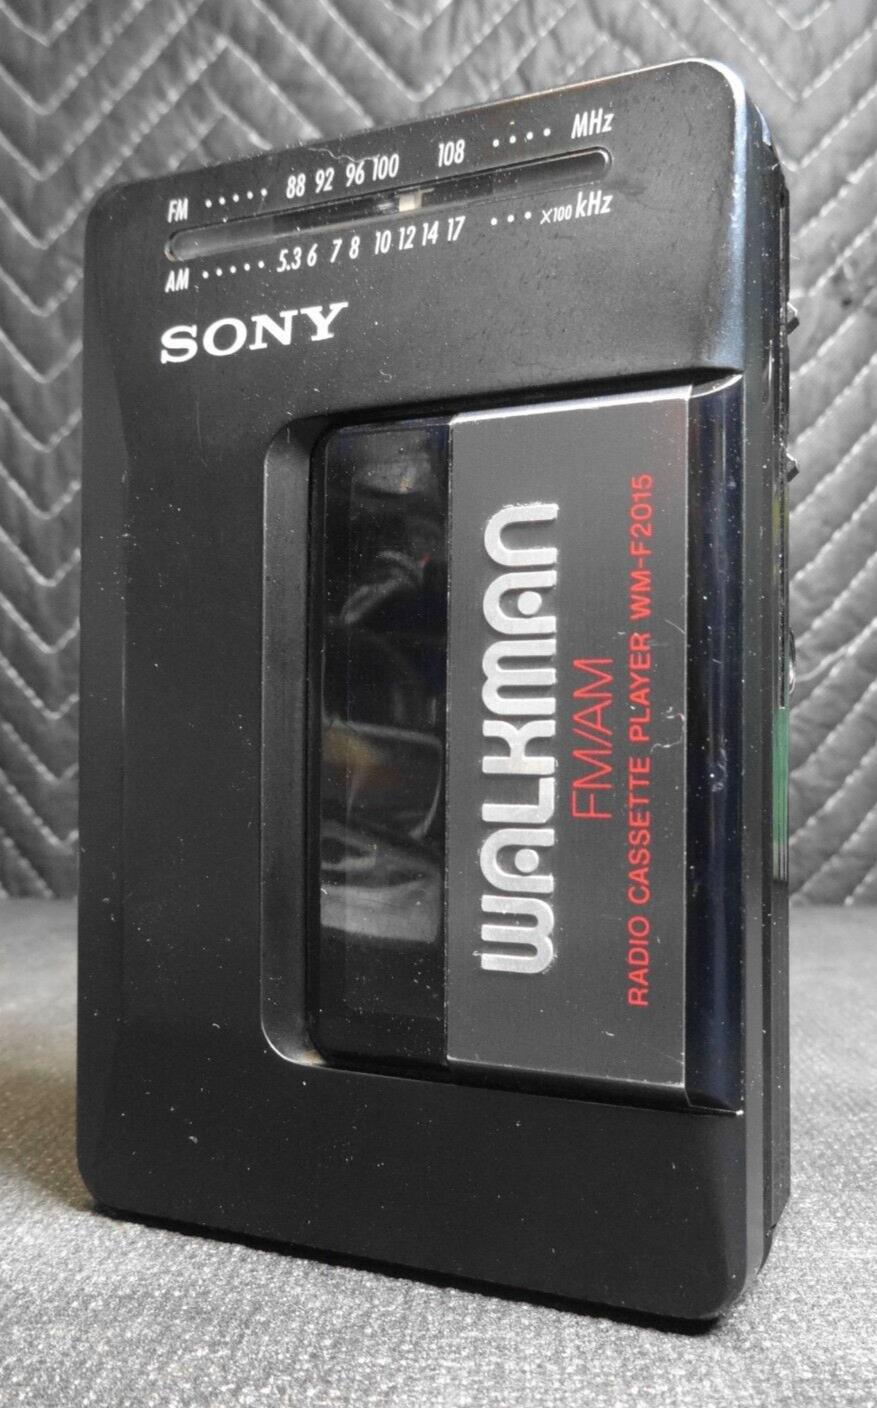 FM ····· 88 92 96 100 108 ···· MHz
AM ····· 5.3 6 7 8 10 12 14 17 ··· X100 kHz
SONY
WALKMAN
FM/AM
RADIO CASSETTE PLAYER WM-F2015